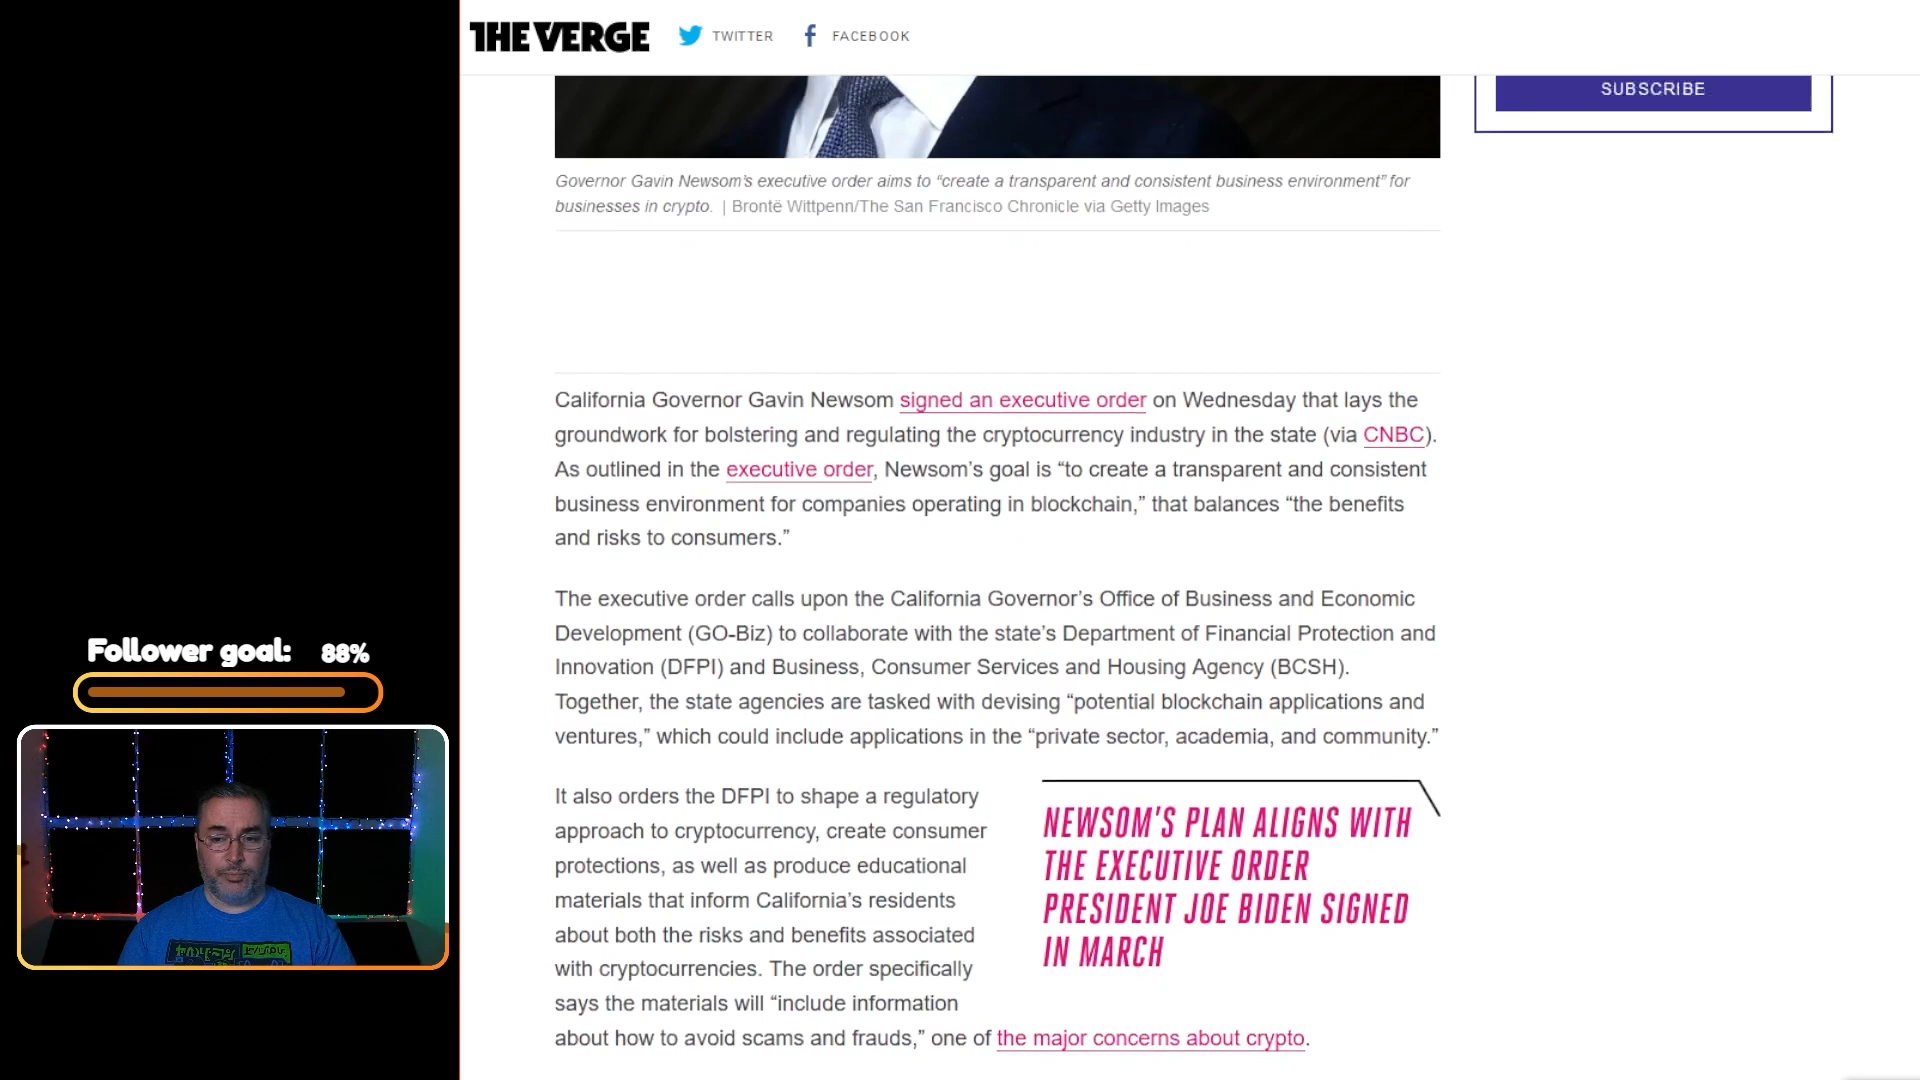 THE VERGE
TWITTER
FACEBOOK
SUBSCRIBE
Governor Gavin Newsom’s executive order aims to “create a transparent and consistent business environment” for
businesses in crypto. | Brontë Wittpenn/The San Francisco Chronicle via Getty Images
California Governor Gavin Newsom signed an executive order on Wednesday that lays the
groundwork for bolstering and regulating the cryptocurrency industry in the state (via CNBC).
As outlined in the executive order, Newsom’s goal is “to create a transparent and consistent
business environment for companies operating in blockchain,” that balances “the benefits
and risks to consumers.”
The executive order calls upon the California Governor’s Office of Business and Economic
Development (GO-Biz) to collaborate with the state’s Department of Financial Protection and
Innovation (DFPI) and Business, Consumer Services and Housing Agency (BCSH).
Together, the state agencies are tasked with devising “potential blockchain applications and
ventures,” which could include applications in the “private sector, academia, and community.”
It also orders the DFPI to shape a regulatory
approach to cryptocurrency, create consumer
protections, as well as produce educational
materials that inform California’s residents
about both the risks and benefits associated
with cryptocurrencies. The order specifically
says the materials will “include information
about how to avoid scams and frauds,” one of the major concerns about crypto.
NEWSOM’S PLAN ALIGNS WITH
THE EXECUTIVE ORDER
PRESIDENT JOE BIDEN SIGNED
IN MARCH
Follower goal: 88%